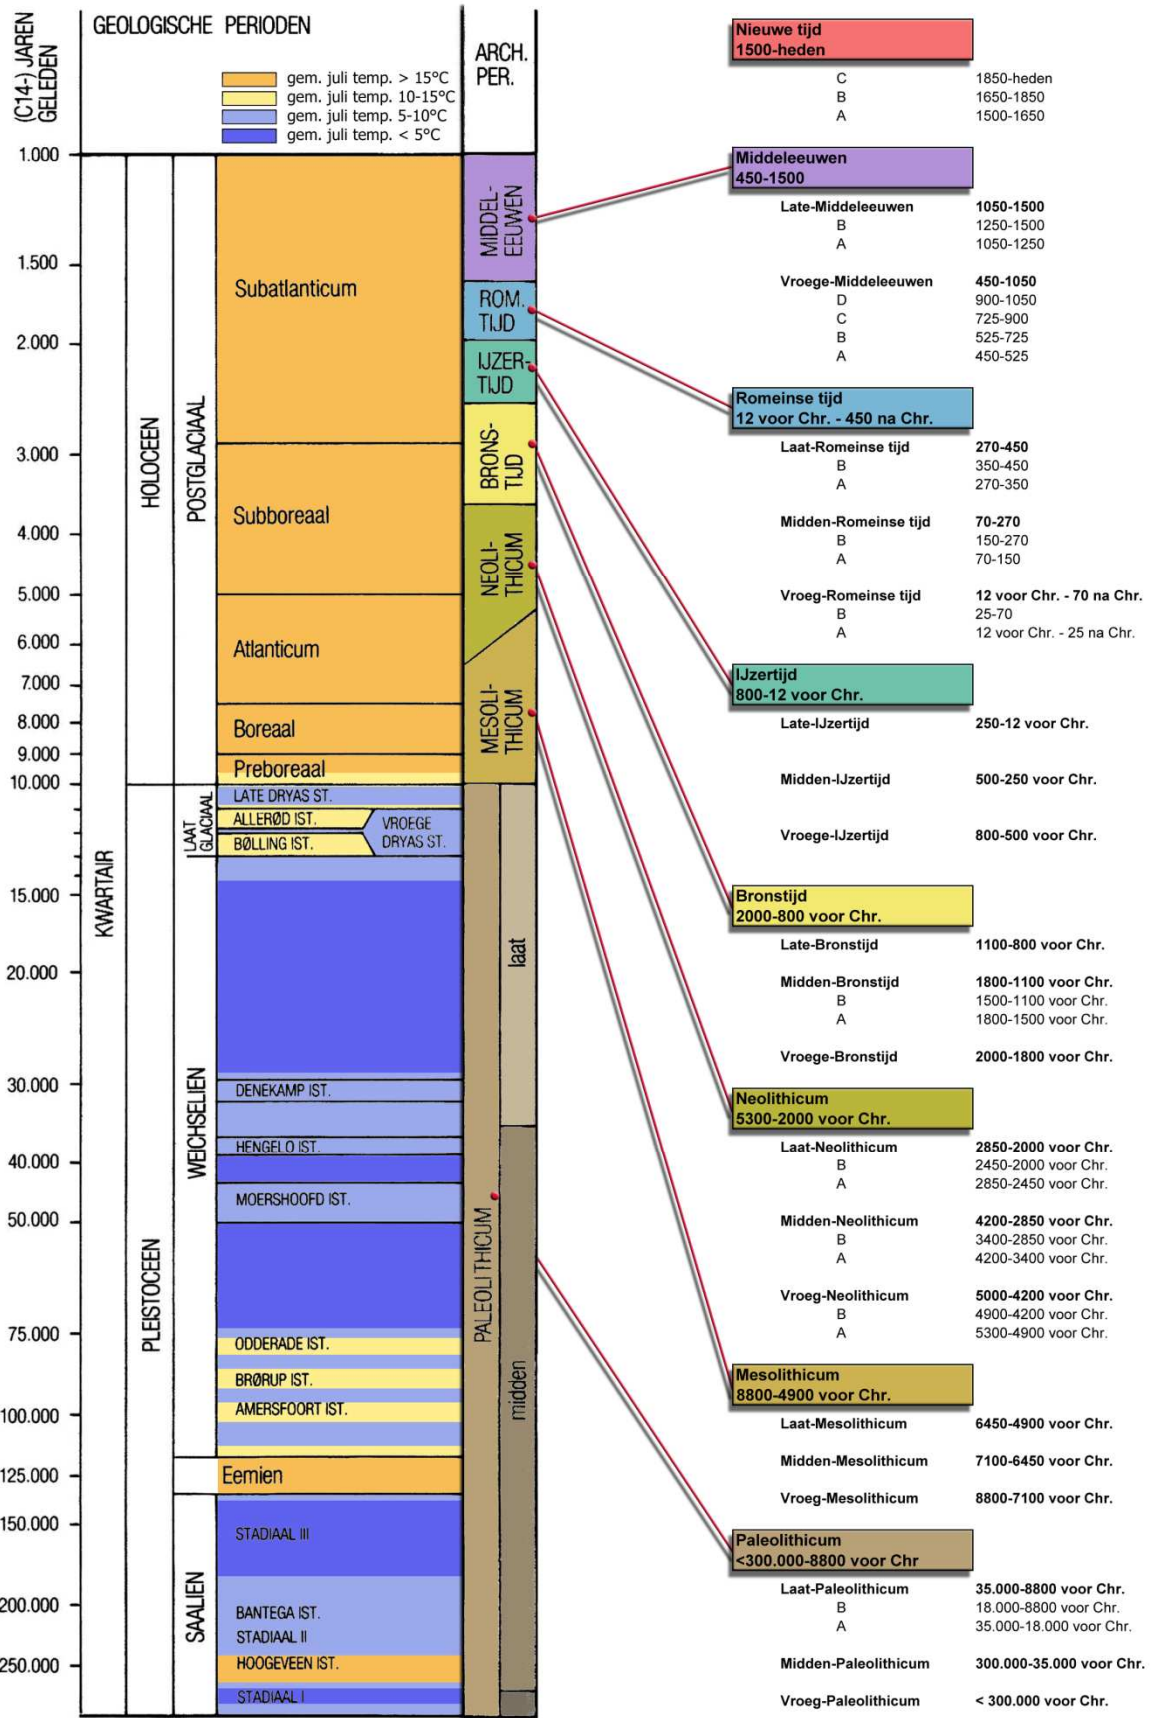 (C14-) JAREN
GELEDEN
GEOLOGISCHE PERIODEN
gem. juli temp. > 15°C
gem. juli temp. 10-15°C
gem. juli temp. 5-10°C
gem. juli temp. < 5°C
ARCH.
PER.
1.000
1.500
2.000
3.000
4.000
5.000
6.000
7.000
8.000
9.000
10.000
15.000
20.000
30.000
40.000
50.000
75.000
100.000
125.000
150.000
200.000
250.000
KWARTAIR
HOLOCEEN
PLEISTOCEEN
POSTGLACIAAL
LAAT
GLACIAAL
WEICHSELIEN
SAALIEN
Subatlanticum
Subboreaal
Atlanticum
Boreaal
Preboreaal
LATE DRYAS ST.
ALLERØD IST.
VROEGE
DRYAS ST.
BØLLING IST.
DENEKAMP IST.
HENGELO IST.
MOERSHOOFD IST.
ODDERADE IST.
BRØRUP IST.
AMERSFOORT IST.
Eemien
STADIAAL III
BANTEGA IST.
STADIAAL II
HOOGEVEEN IST.
STADIAAL I
MIDDEL-
EEUWEN
ROM.
TIJD
IJZER-
TIJD
BRONS-
TIJD
NEOLI-
THICUM
MESOLI-
THICUM
PALEOLITHICUM
laat
midden
Nieuwe tijd
1500-heden
C 1850-heden
B 1650-1850
A 1500-1650
Middeleeuwen
450-1500
Late-Middeleeuwen 1050-1500
B 1250-1500
A 1050-1250
Vroege-Middeleeuwen 450-1050
D 900-1050
C 725-900
B 525-725
A 450-525
Romeinse tijd
12 voor Chr. - 450 na Chr.
Laat-Romeinse tijd 270-450
B 350-450
A 270-350
Midden-Romeinse tijd 70-270
B 150-270
A 70-150
Vroeg-Romeinse tijd 12 voor Chr. - 70 na Chr.
B 25-70
A 12 voor Chr. - 25 na Chr.
IJzertijd
800-12 voor Chr.
Late-IJzertijd 250-12 voor Chr.
Midden-IJzertijd 500-250 voor Chr.
Vroege-IJzertijd 800-500 voor Chr.
Bronstijd
2000-800 voor Chr.
Late-Bronstijd 1100-800 voor Chr.
Midden-Bronstijd 1800-1100 voor Chr.
B 1500-1100 voor Chr.
A 1800-1500 voor Chr.
Vroege-Bronstijd 2000-1800 voor Chr.
Neolithicum
5300-2000 voor Chr.
Laat-Neolithicum 2850-2000 voor Chr.
B 2450-2000 voor Chr.
A 2850-2450 voor Chr.
Midden-Neolithicum 4200-2850 voor Chr.
B 3400-2850 voor Chr.
A 4200-3400 voor Chr.
Vroeg-Neolithicum 5000-4200 voor Chr.
B 4900-4200 voor Chr.
A 5300-4900 voor Chr.
Mesolithicum
8800-4900 voor Chr.
Laat-Mesolithicum 6450-4900 voor Chr.
Midden-Mesolithicum 7100-6450 voor Chr.
Vroeg-Mesolithicum 8800-7100 voor Chr.
Paleolithicum
<300.000-8800 voor Chr
Laat-Paleolithicum 35.000-8800 voor Chr.
B 18.000-8800 voor Chr.
A 35.000-18.000 voor Chr.
Midden-Paleolithicum 300.000-35.000 voor Chr.
Vroeg-Paleolithicum < 300.000 voor Chr.